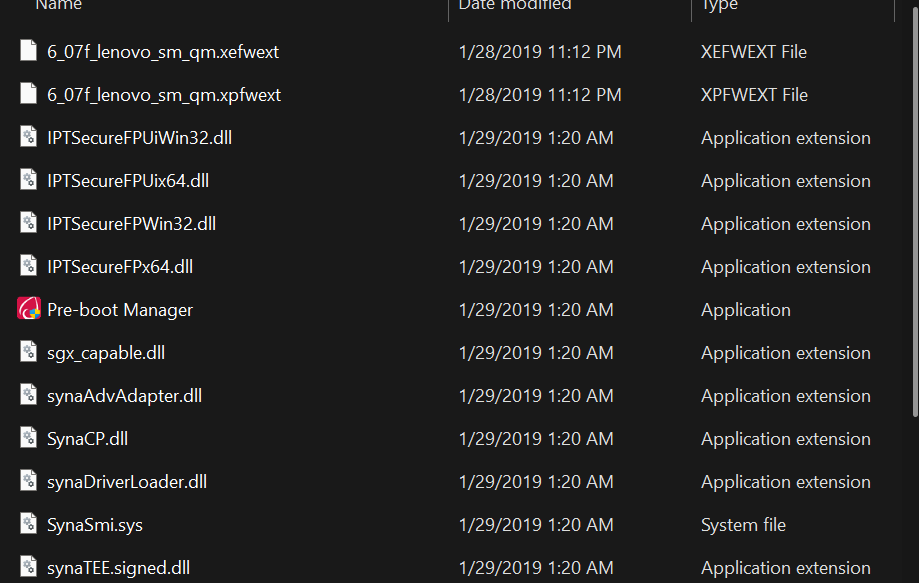 Name Date modified Type
6_07f_lenovo_sm_qm.xefwext 1/28/2019 11:12 PM XEFWEXT File
6_07f_lenovo_sm_qm.xpfwext 1/28/2019 11:12 PM XPFWEXT File
IPTSecureFPUiWin32.dll 1/29/2019 1:20 AM Application extension
IPTSecureFPUix64.dll 1/29/2019 1:20 AM Application extension
IPTSecureFPWin32.dll 1/29/2019 1:20 AM Application extension
IPTSecureFPx64.dll 1/29/2019 1:20 AM Application extension
Pre-boot Manager 1/29/2019 1:20 AM Application
sgx_capable.dll 1/29/2019 1:20 AM Application extension
synaAdvAdapter.dll 1/29/2019 1:20 AM Application extension
SynaCP.dll 1/29/2019 1:20 AM Application extension
synaDriverLoader.dll 1/29/2019 1:20 AM Application extension
SynaSmi.sys 1/29/2019 1:20 AM System file
synaTEE.signed.dll 1/29/2019 1:20 AM Application extension